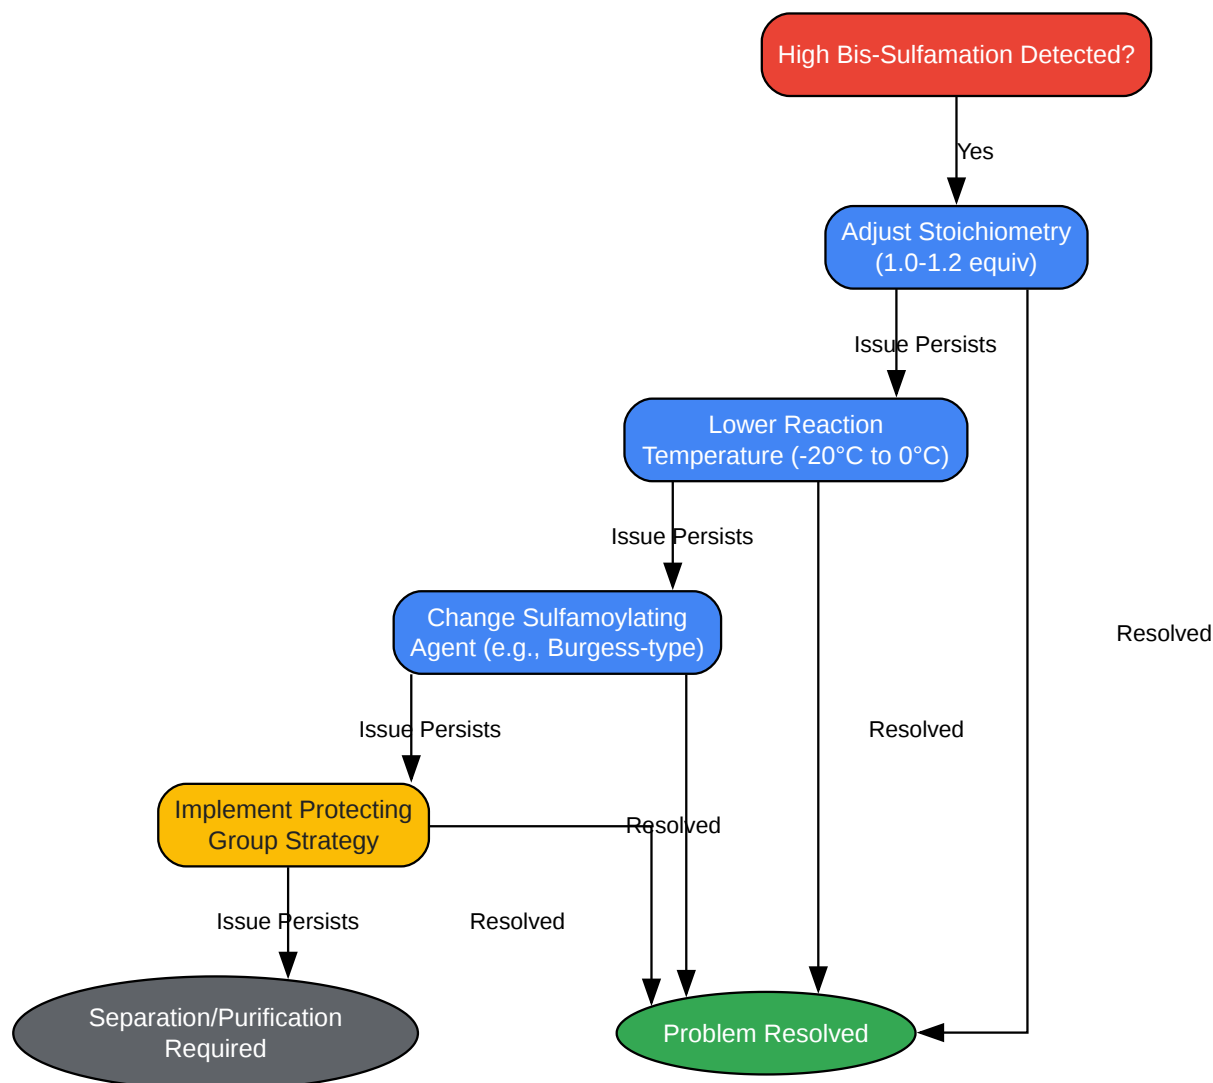 High Bis-Sulfamation Detected?
Yes
Adjust Stoichiometry
(1.0-1.2 equiv)
Issue Persists
Lower Reaction
Temperature (-20°C to 0°C)
Issue Persists
Change Sulfamoylating
Agent (e.g., Burgess-type)
Resolved
Issue Persists
Resolved
Implement Protecting
Group Strategy
Resolved
Issue Persists
Resolved
Separation/Purification
Required
Problem Resolved